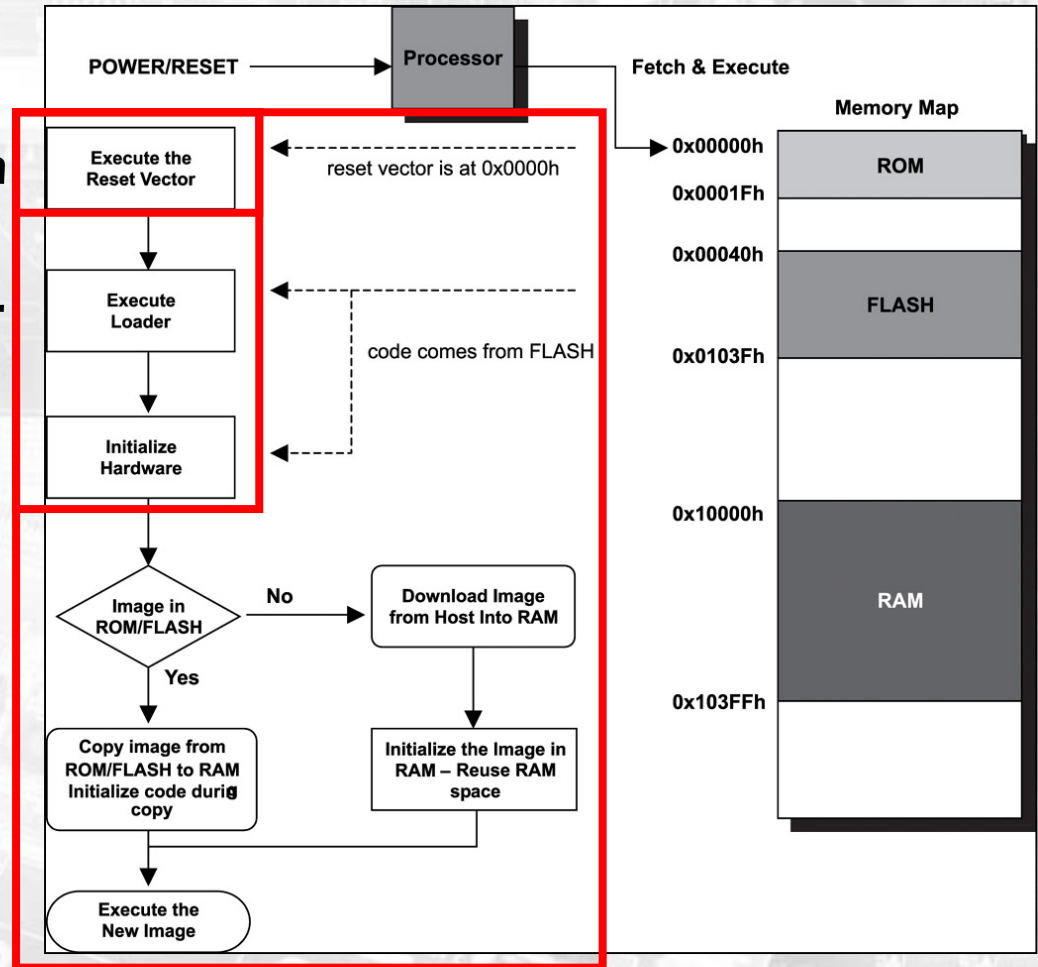 POWER/RESET
Processor
Fetch & Execute
Memory Map
Execute the
Reset Vector
reset vector is at 0x0000h
0x00000h
ROM
0x0001Fh
0x00040h
Execute
Loader
FLASH
code comes from FLASH
0x0103Fh
Initialize
Hardware
0x10000h
Image in
ROM/FLASH
No
Download Image
from Host Into RAM
RAM
Yes
0x103FFh
Copy image from
ROM/FLASH to RAM
Initialize code durig
copy
Initialize the Image in
RAM – Reuse RAM
space
Execute the
New Image